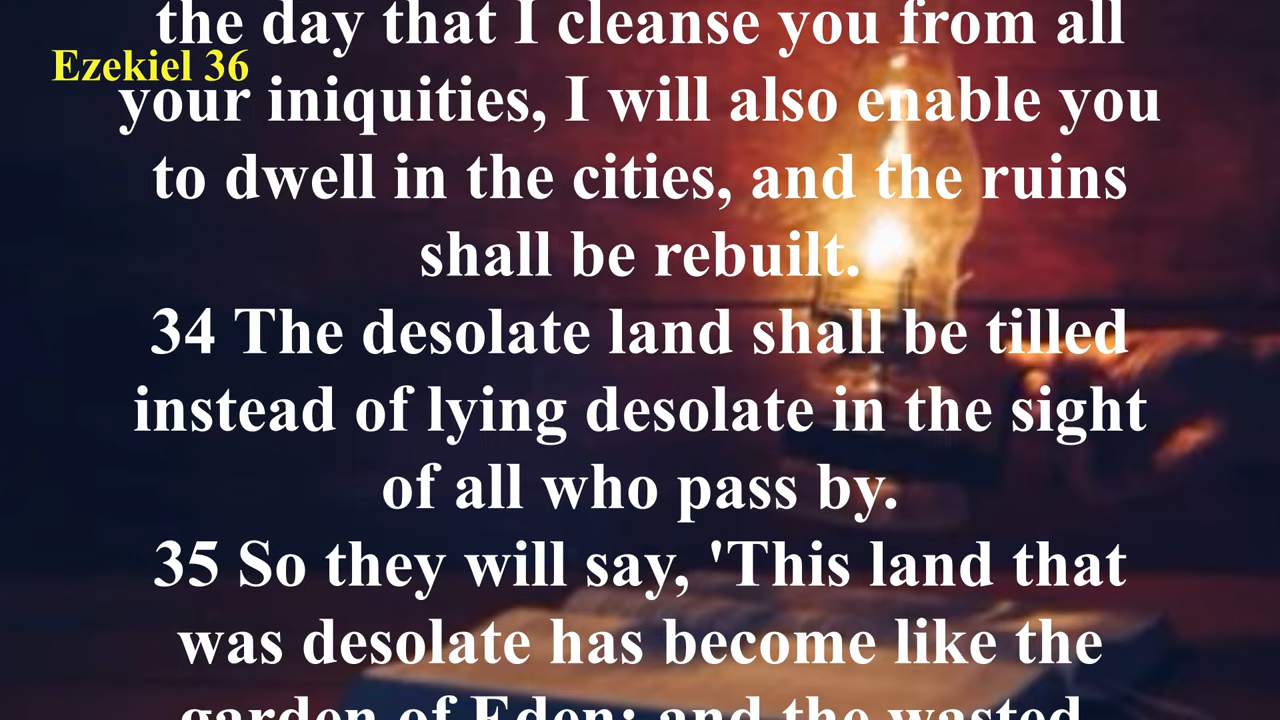 the day that I cleanse you from all
Ezekiel 36
your iniquities, I will also enable you
to dwell in the cities, and the ruins
shall be rebuilt.
34 The desolate land shall be tilled
instead of lying desolate in the sight
of all who pass by.
35 So they will say, 'This land that
was desolate has become like the
garden of Eden; and the wasted